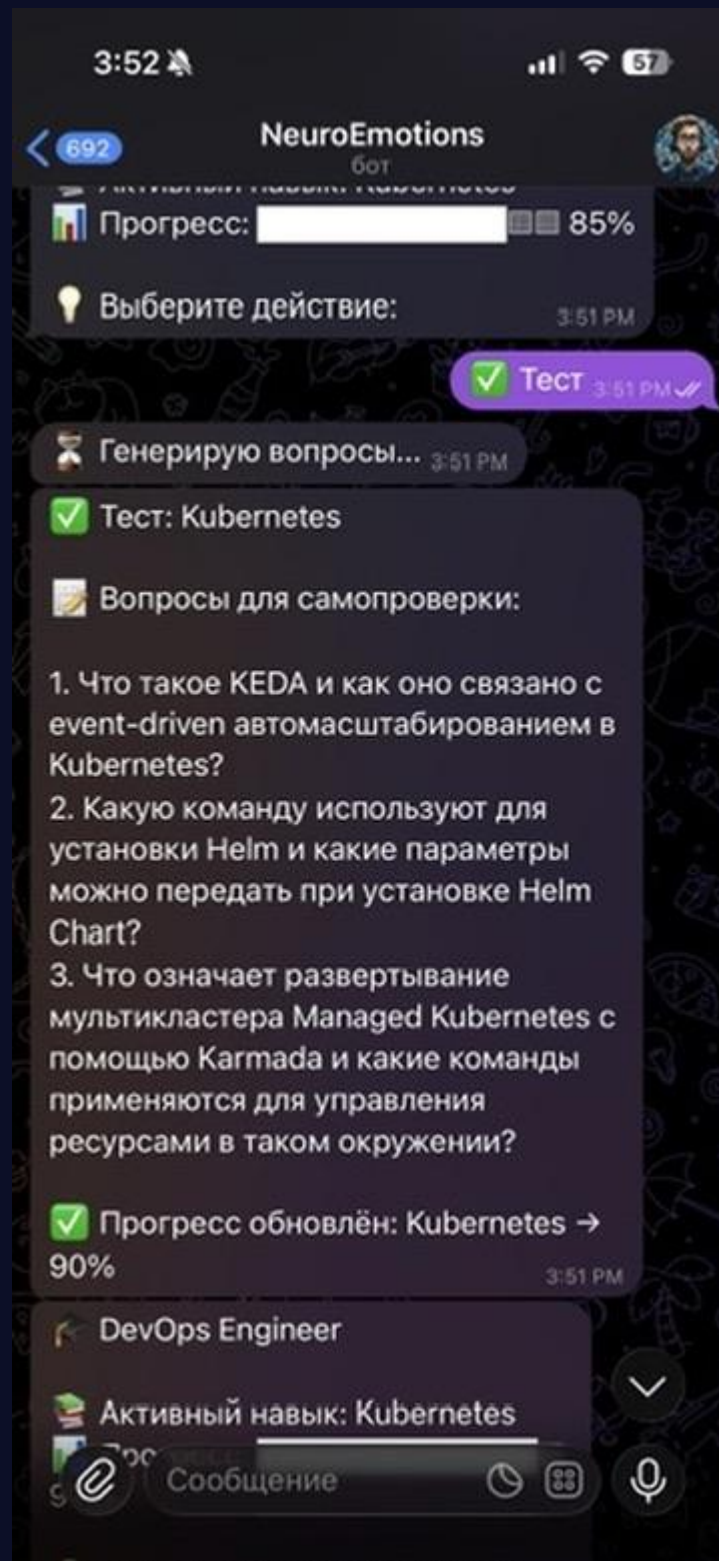 3:52
57
692
NeuroEmotions
бот
Активный навык: Kubernetes
Прогресс: 85%
Выберите действие:
3:51 PM
Тест 3:51 PM
Генерирую вопросы... 3:51 PM
Тест: Kubernetes
Вопросы для самопроверки:
1. Что такое KEDA и как оно связано с
event-driven автомасштабированием в
Kubernetes?
2. Какую команду используют для
установки Helm и какие параметры
можно передать при установке Helm
Chart?
3. Что означает развертывание
мультикластера Managed Kubernetes с
помощью Karmada и какие команды
применяются для управления
ресурсами в таком окружении?
Прогресс обновлён: Kubernetes →
90%
3:51 PM
DevOps Engineer
Активный навык: Kubernetes
Сообщение